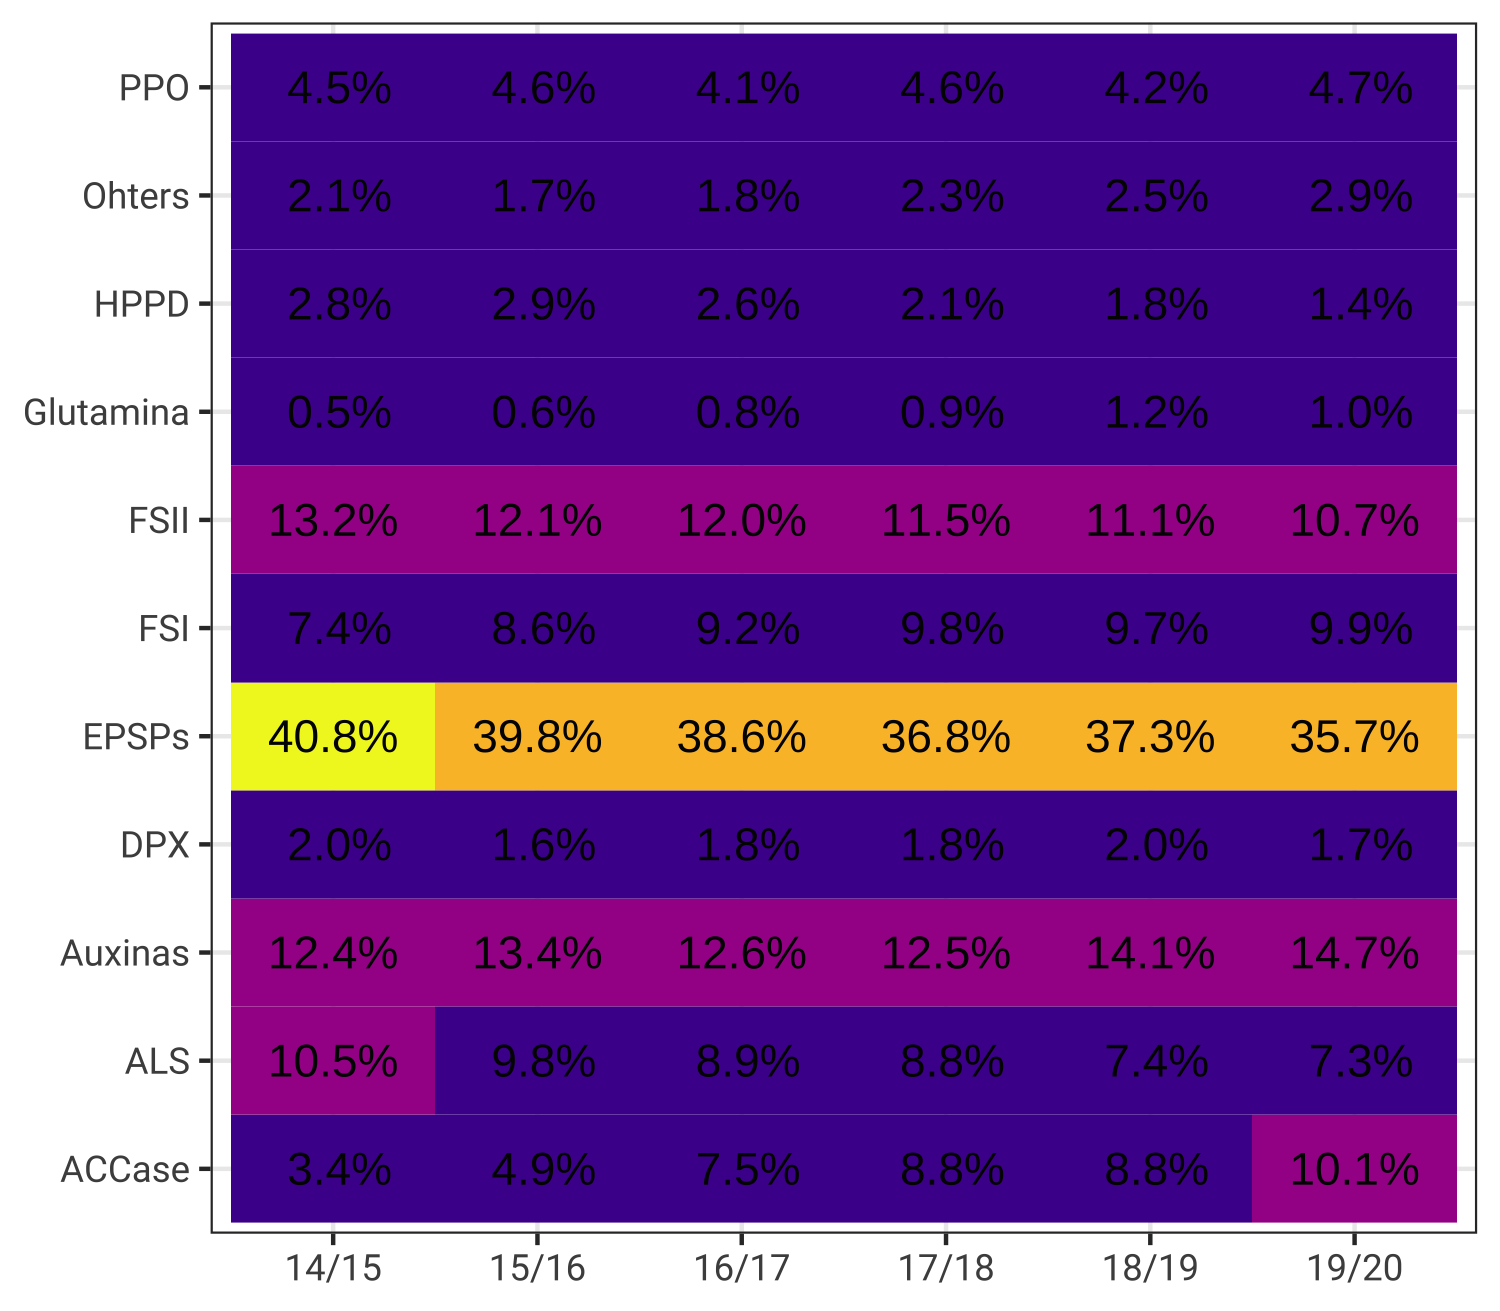 PPO 4.5% 4.6% 4.1% 4.6% 4.2% 4.7%
Ohters 2.1% 1.7% 1.8% 2.3% 2.5% 2.9%
HPPD 2.8% 2.9% 2.6% 2.1% 1.8% 1.4%
Glutamina 0.5% 0.6% 0.8% 0.9% 1.2% 1.0%
FSII 13.2% 12.1% 12.0% 11.5% 11.1% 10.7%
FSI 7.4% 8.6% 9.2% 9.8% 9.7% 9.9%
EPSPs 40.8% 39.8% 38.6% 36.8% 37.3% 35.7%
DPX 2.0% 1.6% 1.8% 1.8% 2.0% 1.7%
Auxinas 12.4% 13.4% 12.6% 12.5% 14.1% 14.7%
ALS 10.5% 9.8% 8.9% 8.8% 7.4% 7.3%
ACCase 3.4% 4.9% 7.5% 8.8% 8.8% 10.1%
14/15 15/16 16/17 17/18 18/19 19/20